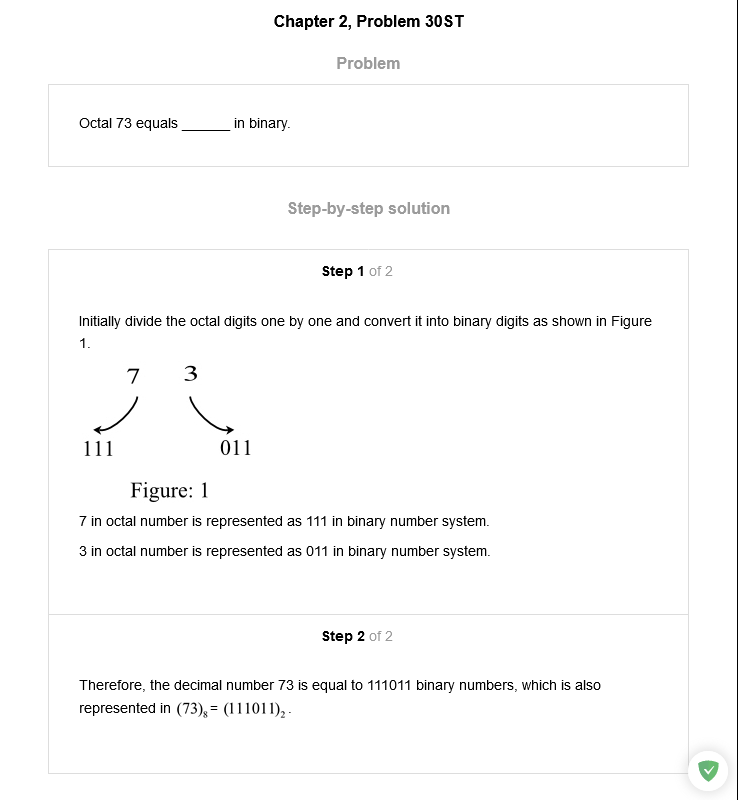 Chapter 2, Problem 30ST
Problem
Octal 73 equals ______ in binary.
Step-by-step solution
Step 1 of 2
Initially divide the octal digits one by one and convert it into binary digits as shown in Figure
1.
7 3
111 011
Figure: 1
7 in octal number is represented as 111 in binary number system.
3 in octal number is represented as 011 in binary number system.
Step 2 of 2
Therefore, the decimal number 73 is equal to 111011 binary numbers, which is also
represented in (73)₈ = (111011)₂ .